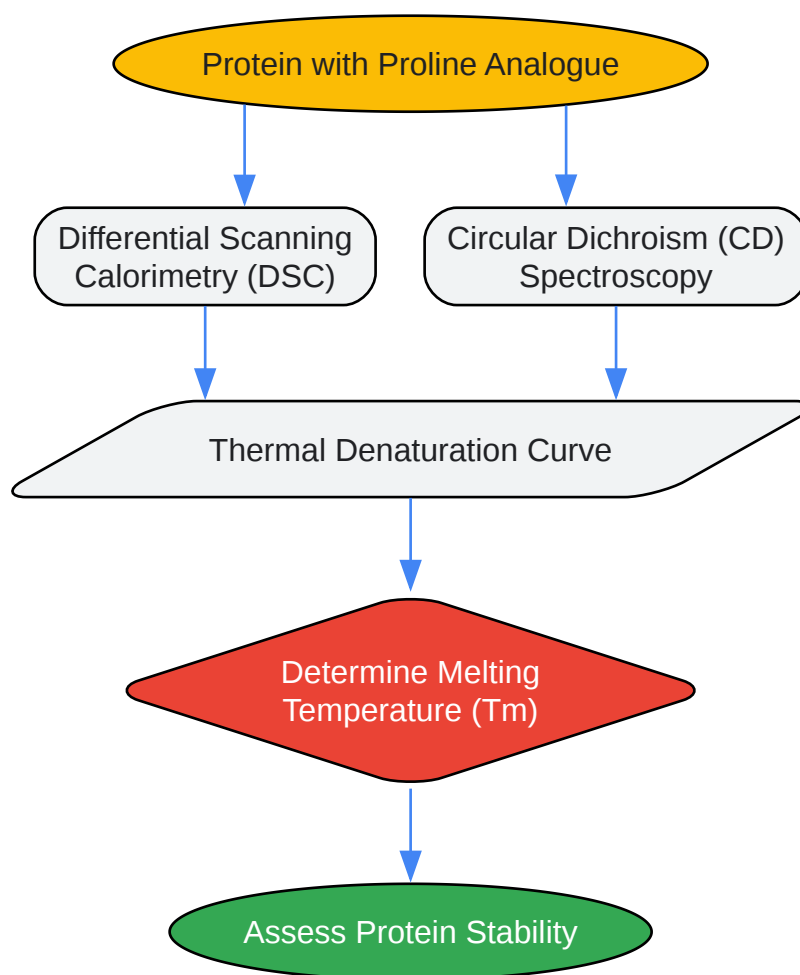 Protein with Proline Analogue
Differential Scanning
Calorimetry (DSC)
Circular Dichroism (CD)
Spectroscopy
Thermal Denaturation Curve
Determine Melting
Temperature (Tm)
Assess Protein Stability